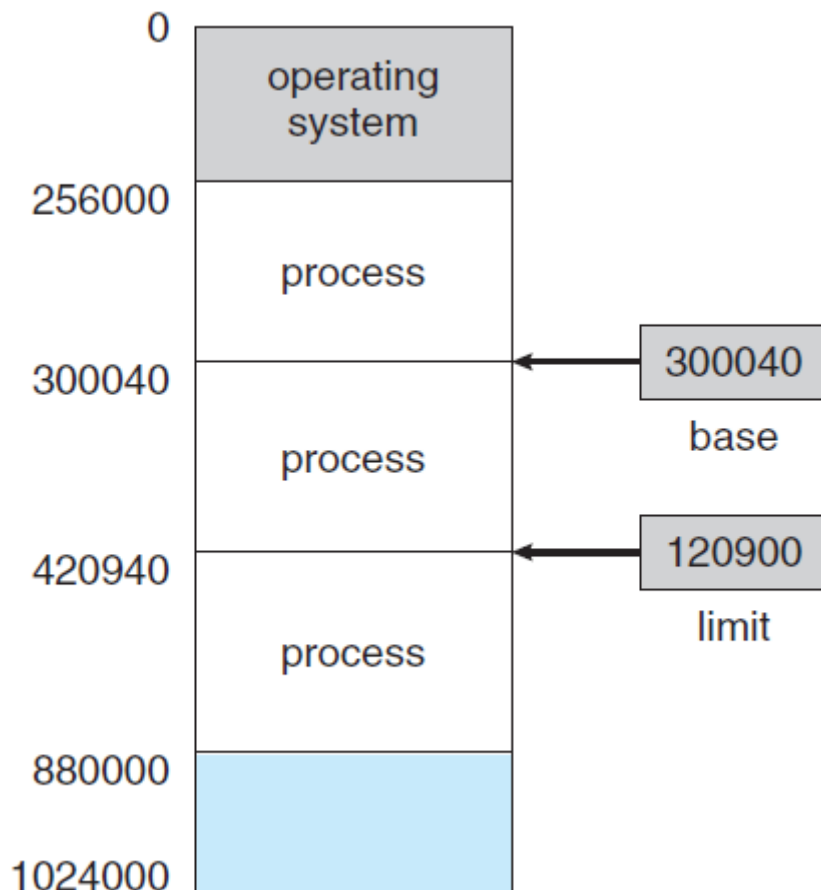 0
operating
system
256000
process
300040
base
300040
process
420940
120900
limit
process
880000
1024000